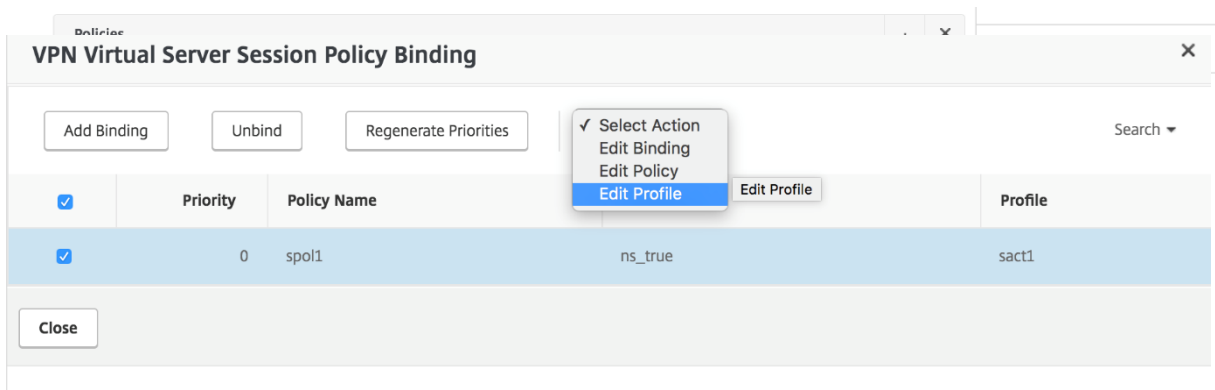 Policies
VPN Virtual Server Session Policy Binding
Add Binding
Unbind
Regenerate Priorities
✓ Select Action
Edit Binding
Edit Policy
Edit Profile
Edit Profile
Search
Priority
Policy Name
Profile
0
spol1
ns_true
sact1
Close